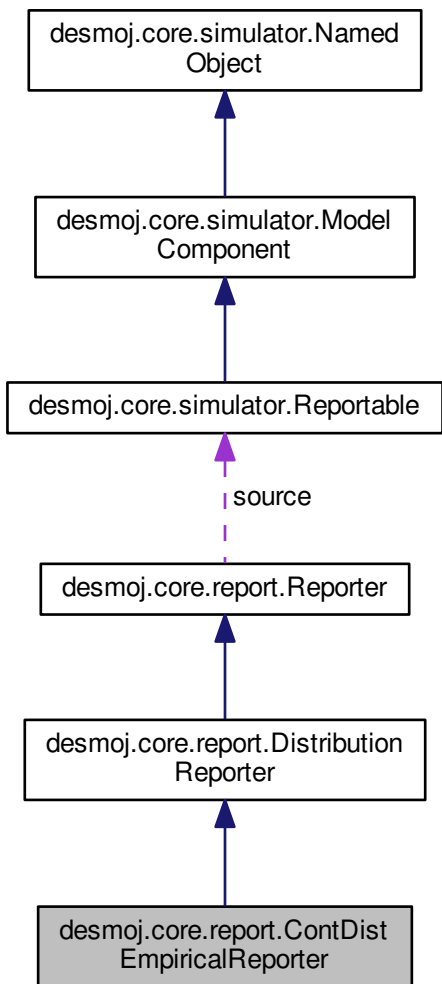 desmoj.core.simulator.Named
Object
desmoj.core.simulator.Model
Component
desmoj.core.simulator.Reportable
source
desmoj.core.report.Reporter
desmoj.core.report.Distribution
Reporter
desmoj.core.report.ContDist
EmpiricalReporter